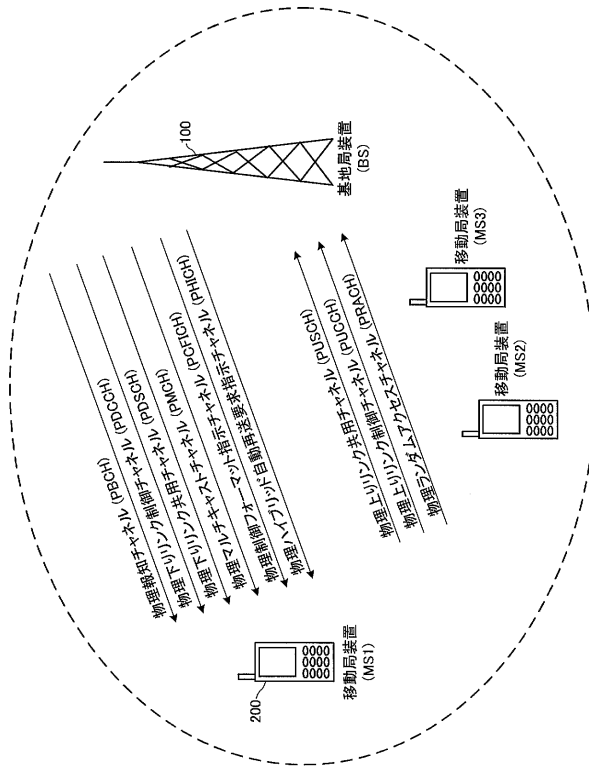 100
基地局装置
(BS)
物理報知チャネル (PBCH)
物理下りリンク制御チャネル (PDCCH)
物理下りリンク共用チャネル (PDSCH)
物理マルチキャストチャネル (PMCH)
物理制御フォーマット指示チャネル (PCFICH)
物理ハイブリッド自動再送要求指示チャネル (PHICH)
物理上りリンク共用チャネル (PUSCH)
物理上りリンク制御チャネル (PUCCH)
物理ランダムアクセスチャネル (PRACH)
200
移動局装置
(MS1)
移動局装置
(MS2)
移動局装置
(MS3)